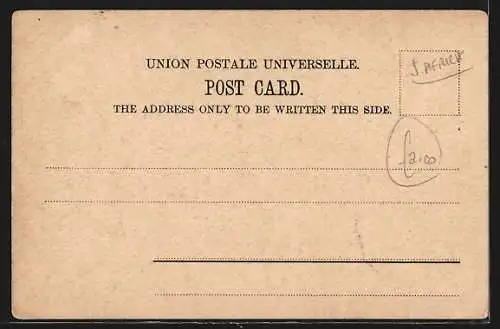 UNION POSTALE UNIVERSELLE.
S. AFRICA
POST CARD.
THE ADDRESS ONLY TO BE WRITTEN THIS SIDE.
£2.00